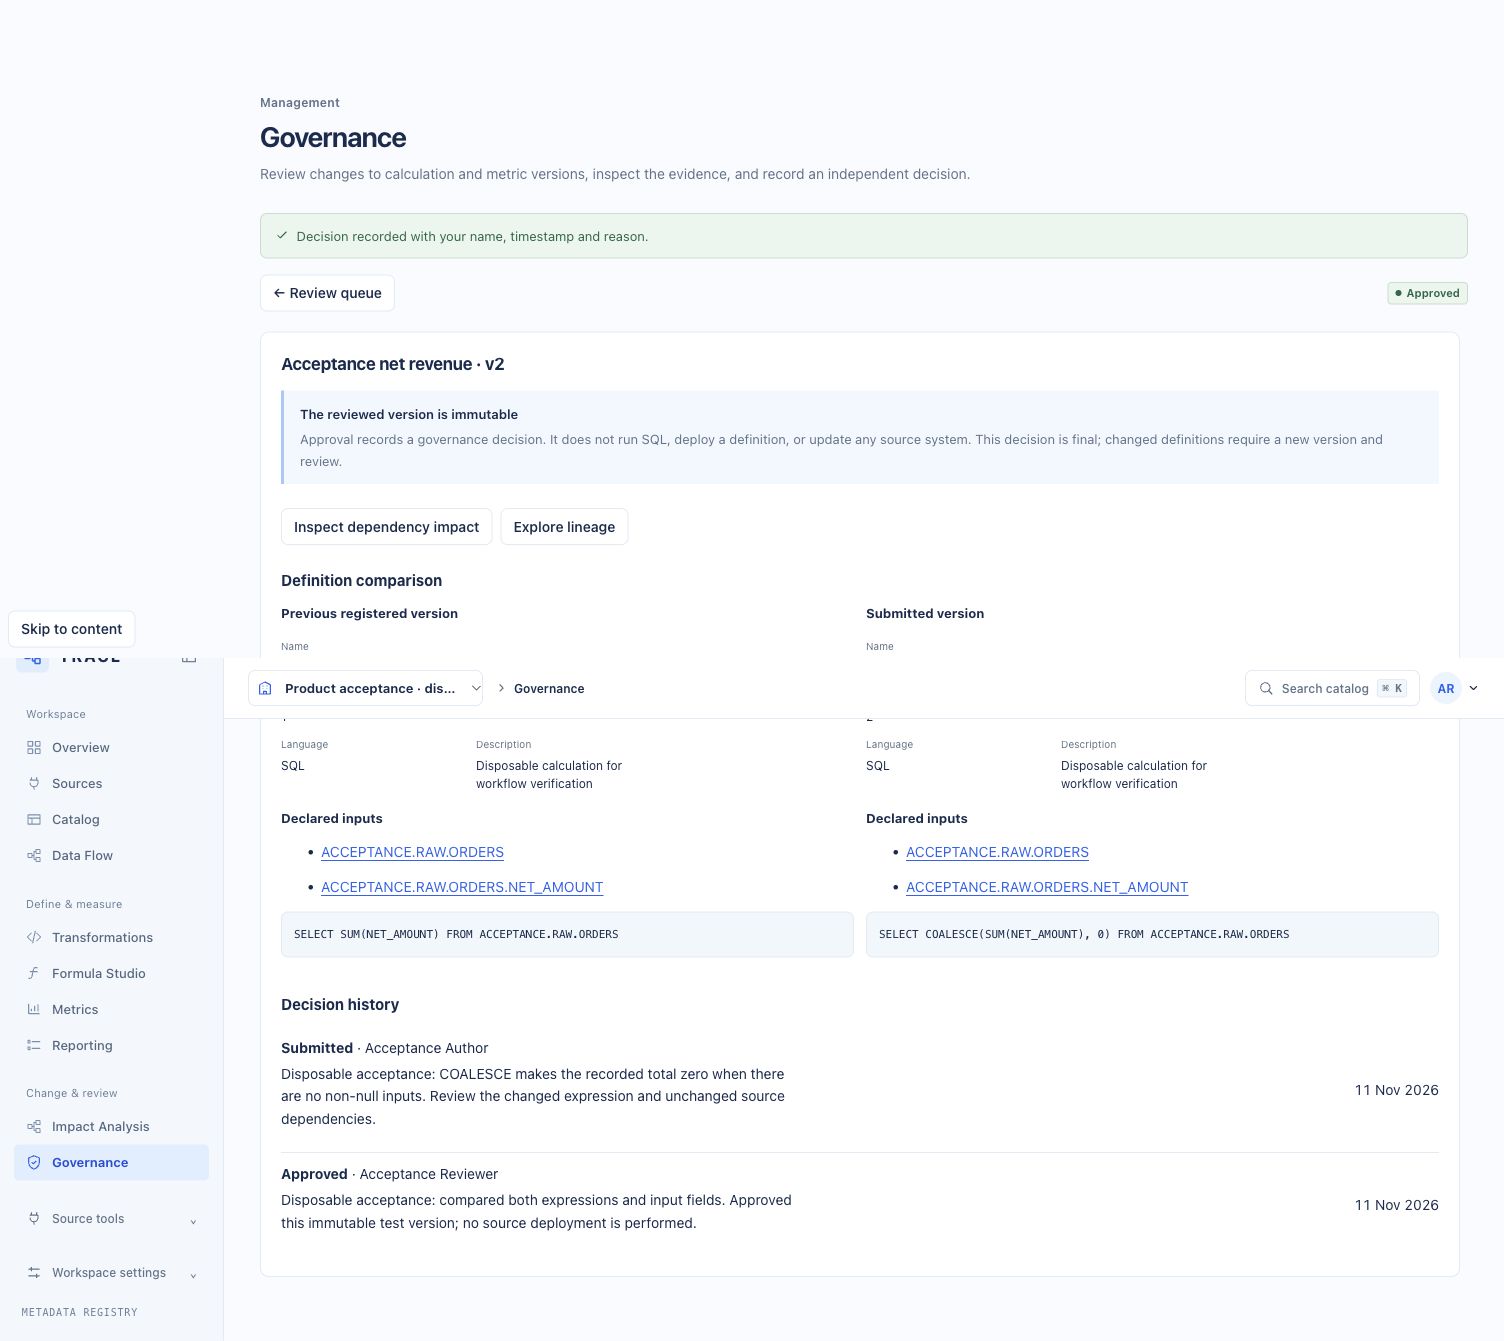 Management
Governance
Review changes to calculation and metric versions, inspect the evidence, and record an independent decision.
Decision recorded with your name, timestamp and reason.
← Review queue
Approved
Acceptance net revenue · v2
The reviewed version is immutable
Approval records a governance decision. It does not run SQL, deploy a definition, or update any source system. This decision is final; changed definitions require a new version and
review.
Inspect dependency impact
Explore lineage
Definition comparison
Previous registered version
Submitted version
Name
Name
Skip to content
Product acceptance · dis...
Governance
Search catalog
⌘ K
AR
Workspace
Overview
Sources
Catalog
Data Flow
Define & measure
Transformations
Formula Studio
Metrics
Reporting
Change & review
Impact Analysis
Governance
Source tools
Workspace settings
METADATA REGISTRY
Language
Description
SQL
Disposable calculation for
workflow verification
Language
Description
SQL
Disposable calculation for
workflow verification
Declared inputs
• ACCEPTANCE.RAW.ORDERS
• ACCEPTANCE.RAW.ORDERS.NET_AMOUNT
SELECT SUM(NET_AMOUNT) FROM ACCEPTANCE.RAW.ORDERS
Declared inputs
• ACCEPTANCE.RAW.ORDERS
• ACCEPTANCE.RAW.ORDERS.NET_AMOUNT
SELECT COALESCE(SUM(NET_AMOUNT), 0) FROM ACCEPTANCE.RAW.ORDERS
Decision history
Submitted · Acceptance Author
Disposable acceptance: COALESCE makes the recorded total zero when there
are no non-null inputs. Review the changed expression and unchanged source
dependencies.
11 Nov 2026
Approved · Acceptance Reviewer
Disposable acceptance: compared both expressions and input fields. Approved
this immutable test version; no source deployment is performed.
11 Nov 2026